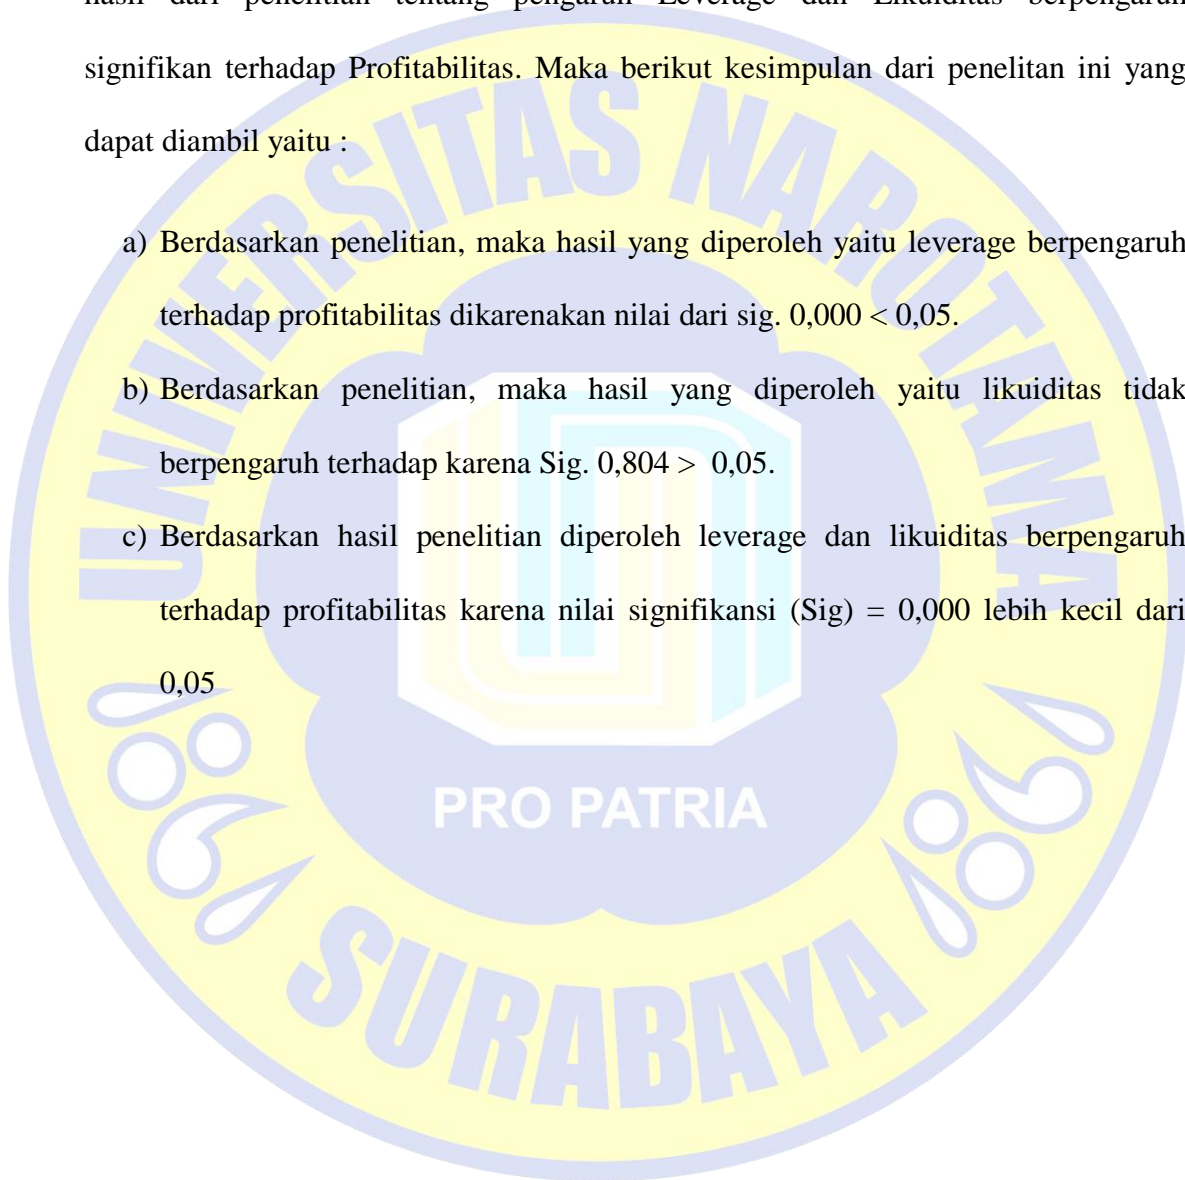 hasil dari penelitian tentang pengaruh Leverage dan Likuiditas berpengaruh
signifikan terhadap Profitabilitas. Maka berikut kesimpulan dari penelitan ini yang
dapat diambil yaitu :
a) Berdasarkan penelitian, maka hasil yang diperoleh yaitu leverage berpengaruh
terhadap profitabilitas dikarenakan nilai dari sig. 0,000 < 0,05.
b) Berdasarkan penelitian, maka hasil yang diperoleh yaitu likuiditas tidak
berpengaruh terhadap karena Sig. 0,804 > 0,05.
c) Berdasarkan hasil penelitian diperoleh leverage dan likuiditas berpengaruh
terhadap profitabilitas karena nilai signifikansi (Sig) = 0,000 lebih kecil dari
0,05
UNIVERSITAS NAROTAMA
PRO PATRIA
SURABAYA